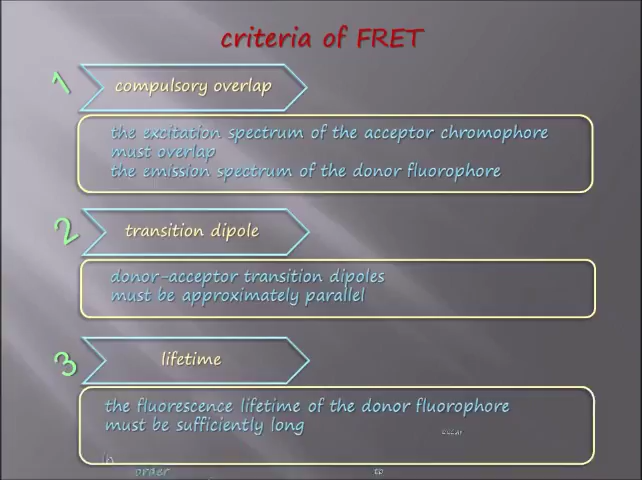 criteria of FRET
1
compulsory overlap
the excitation spectrum of the acceptor chromophore
must overlap
the emission spectrum of the donor fluorophore
2
transition dipole
donor-acceptor transition dipoles
must be approximately parallel
3
lifetime
the fluorescence lifetime of the donor fluorophore
must be sufficiently long
In
order to